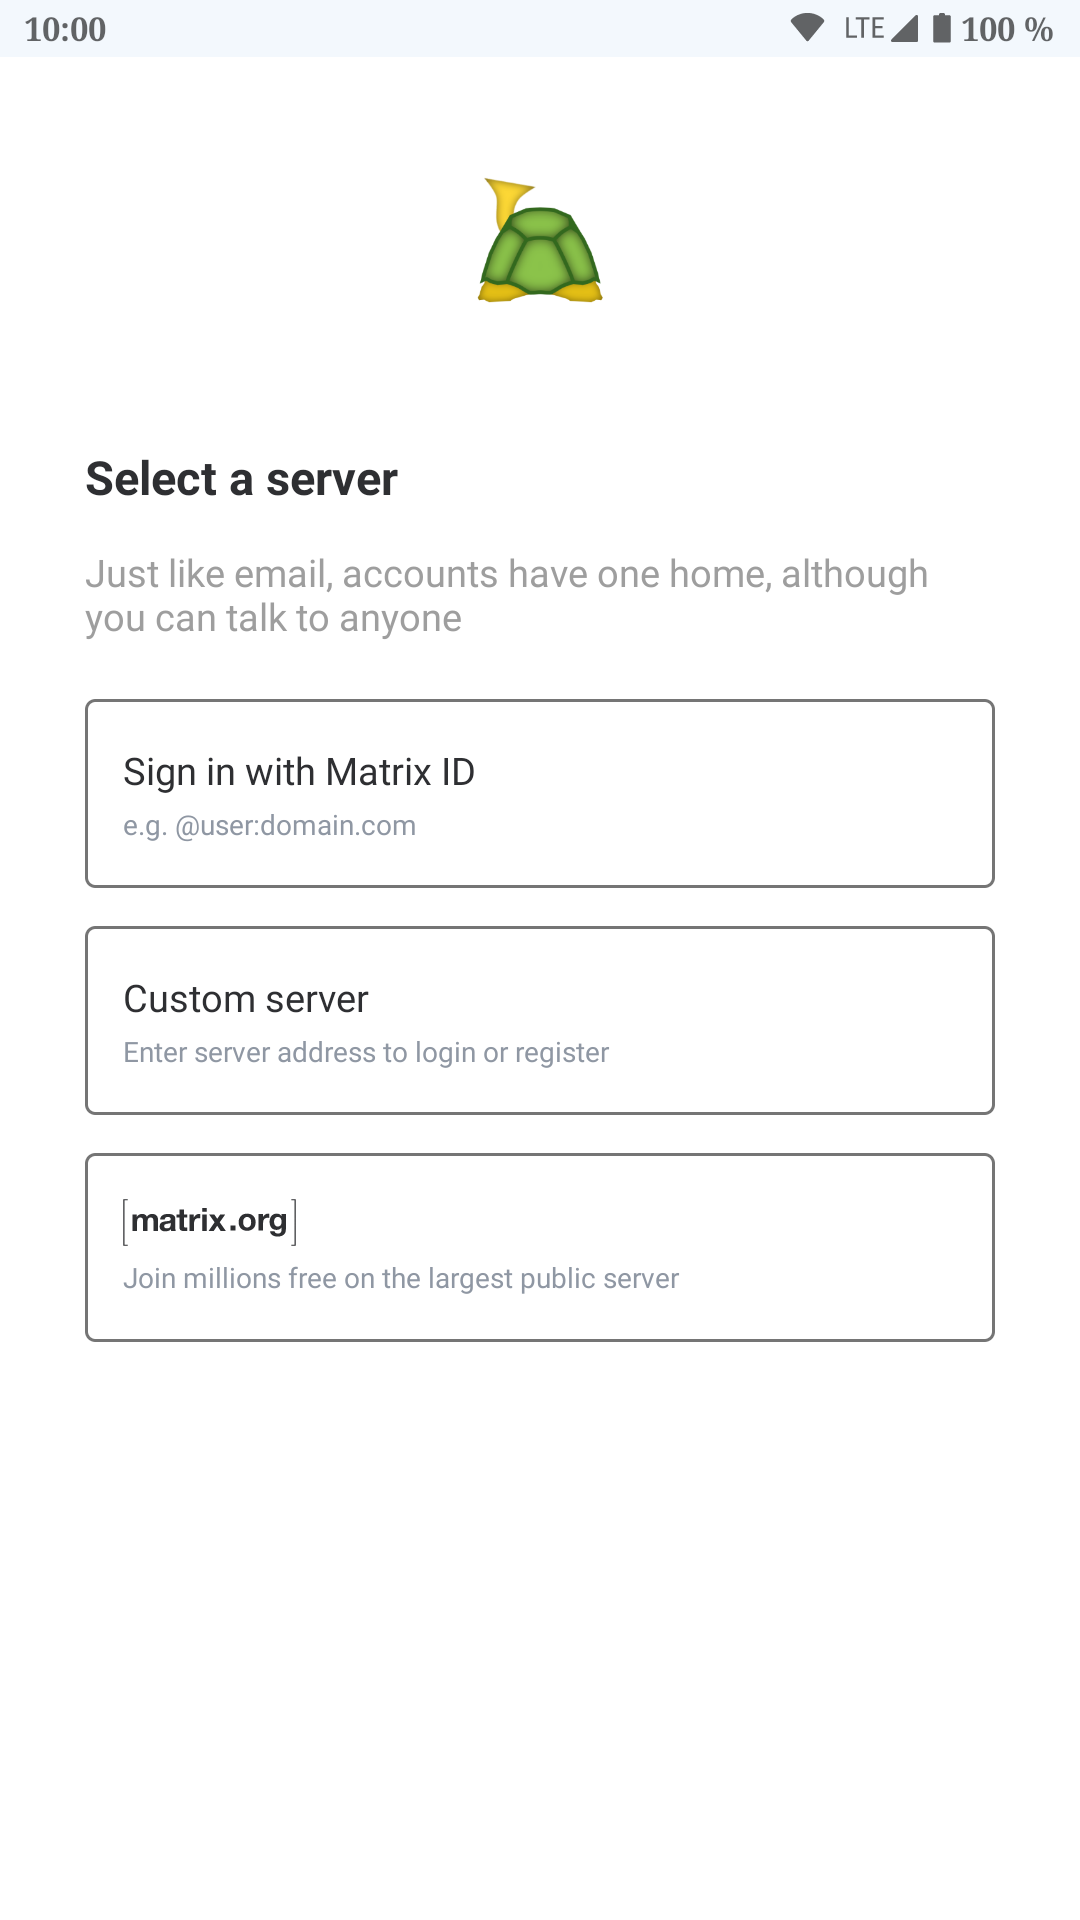 10:00 LTE 100 %
Select a server
Just like email, accounts have one home, although
you can talk to anyone
Sign in with Matrix ID
e.g. @user:domain.com
Custom server
Enter server address to login or register
[matrix.org]
Join millions free on the largest public server